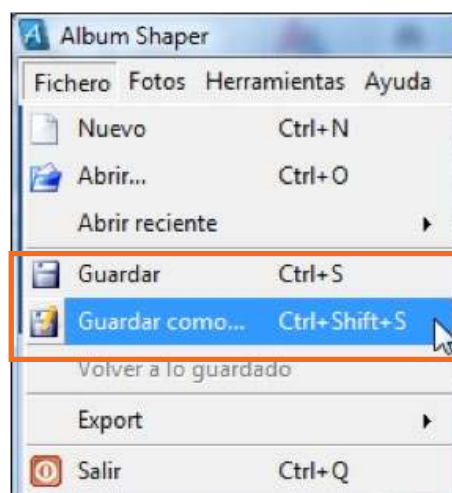 Album Shaper
Fichero Fotos Herramientas Ayuda
Nuevo Ctrl+N
Abrir... Ctrl+O
Abrir reciente
Guardar Ctrl+S
Guardar como... Ctrl+Shift+S
Volver a lo guardado
Export
Salir Ctrl+Q